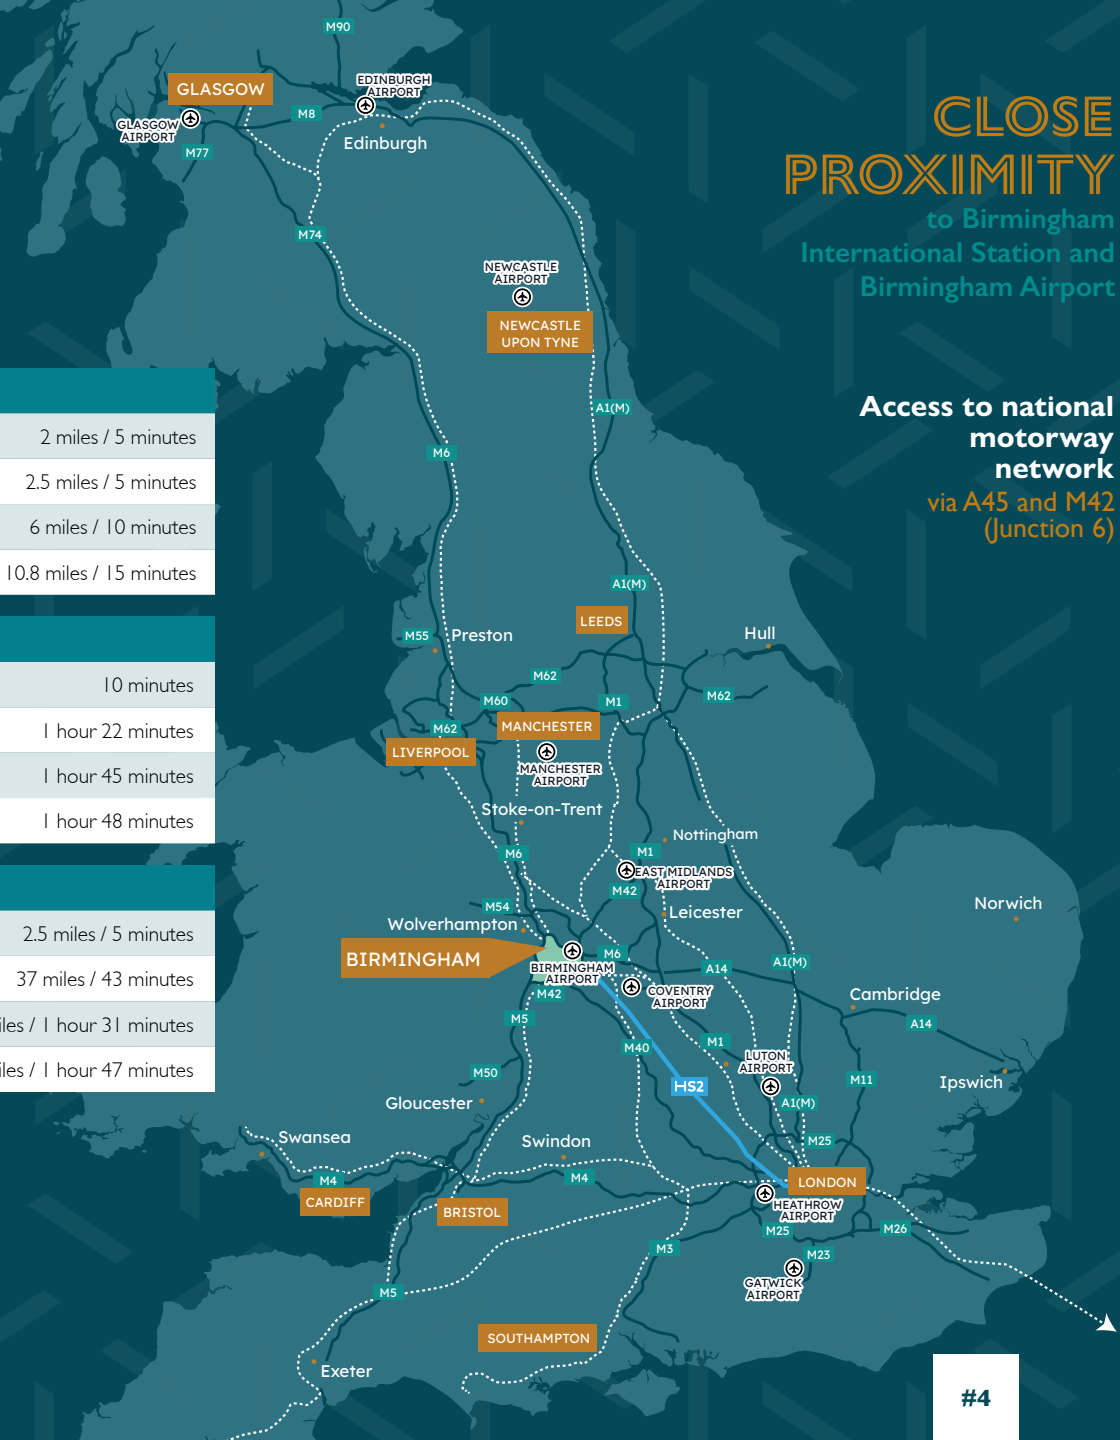 M90
EDINBURGH
AIRPORT
GLASGOW
GLASGOW
AIRPORT
M8
M77
Edinburgh
M74
CLOSE
PROXIMITY
to Birmingham
International Station and
Birmingham Airport
NEWCASTLE
AIRPORT
NEWCASTLE
UPON TYNE
A1(M)
Access to national
motorway
network
via A45 and M42
(Junction 6)
2 miles / 5 minutes
2.5 miles / 5 minutes
6 miles / 10 minutes
10.8 miles / 15 minutes
M6
A1(M)
LEEDS
M55
Preston
Hull
M62
M60
M1
M62
M62
MANCHESTER
LIVERPOOL
MANCHESTER
AIRPORT
10 minutes
1 hour 22 minutes
1 hour 45 minutes
1 hour 48 minutes
Stoke-on-Trent
Nottingham
M6
M1
EAST MIDLANDS
AIRPORT
M42
M54
Leicester
Norwich
Wolverhampton
BIRMINGHAM
M6
BIRMINGHAM
AIRPORT
A14
A1(M)
M42
COVENTRY
AIRPORT
Cambridge
2.5 miles / 5 minutes
37 miles / 43 minutes
/ 1 hour 31 minutes
/ 1 hour 47 minutes
M5
A14
M40
M1
LUTON
AIRPORT
M50
HS2
M11
Ipswich
Gloucester
A1(M)
Swansea
Swindon
M25
M4
M4
LONDON
CARDIFF
BRISTOL
HEATHROW
AIRPORT
M25
M26
M3
M23
GATWICK
AIRPORT
M5
SOUTHAMPTON
Exeter
#4